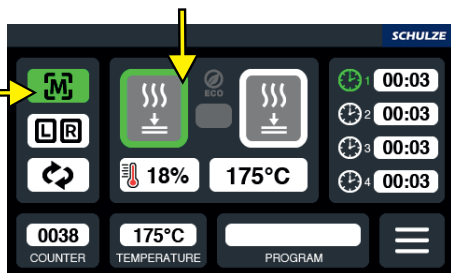 SCHULZE
M
ECO
1 00:03
L R
2 00:03
3 00:03
18% 175°C
4 00:03
0038
175°C
COUNTER
TEMPERATURE
PROGRAM